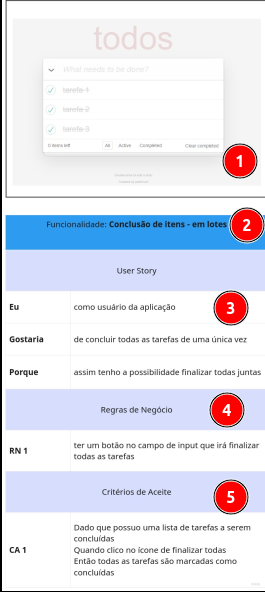 todos
What needs to be done?
tarefa 1
tarefa 2
tarefa 3
0 items left
All
Active
Completed
Clear completed
1
Funcionalidade: Conclusão de itens - em lotes
2
User Story
Eu
como usuário da aplicação
3
Gostaria
de concluir todas as tarefas de uma única vez
Porque
assim tenho a possibilidade finalizar todas juntas
Regras de Negócio
4
RN 1
ter um botão no campo de input que irá finalizar
todas as tarefas
Critérios de Aceite
5
CA 1
Dado que possuo uma lista de tarefas a serem
concluídas
Quando clico no ícone de finalizar todas
Então todas as tarefas são marcadas como
concluídas